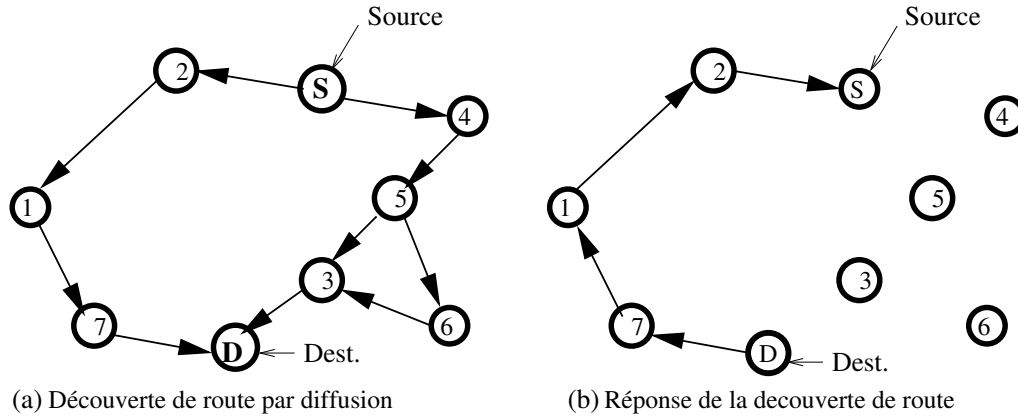 Source
2
S
4
1
5
3
7
6
D
Dest.
(a) Découverte de route par diffusion
Source
2
S
4
1
5
3
7
6
D
Dest.
(b) Réponse de la decouverte de route